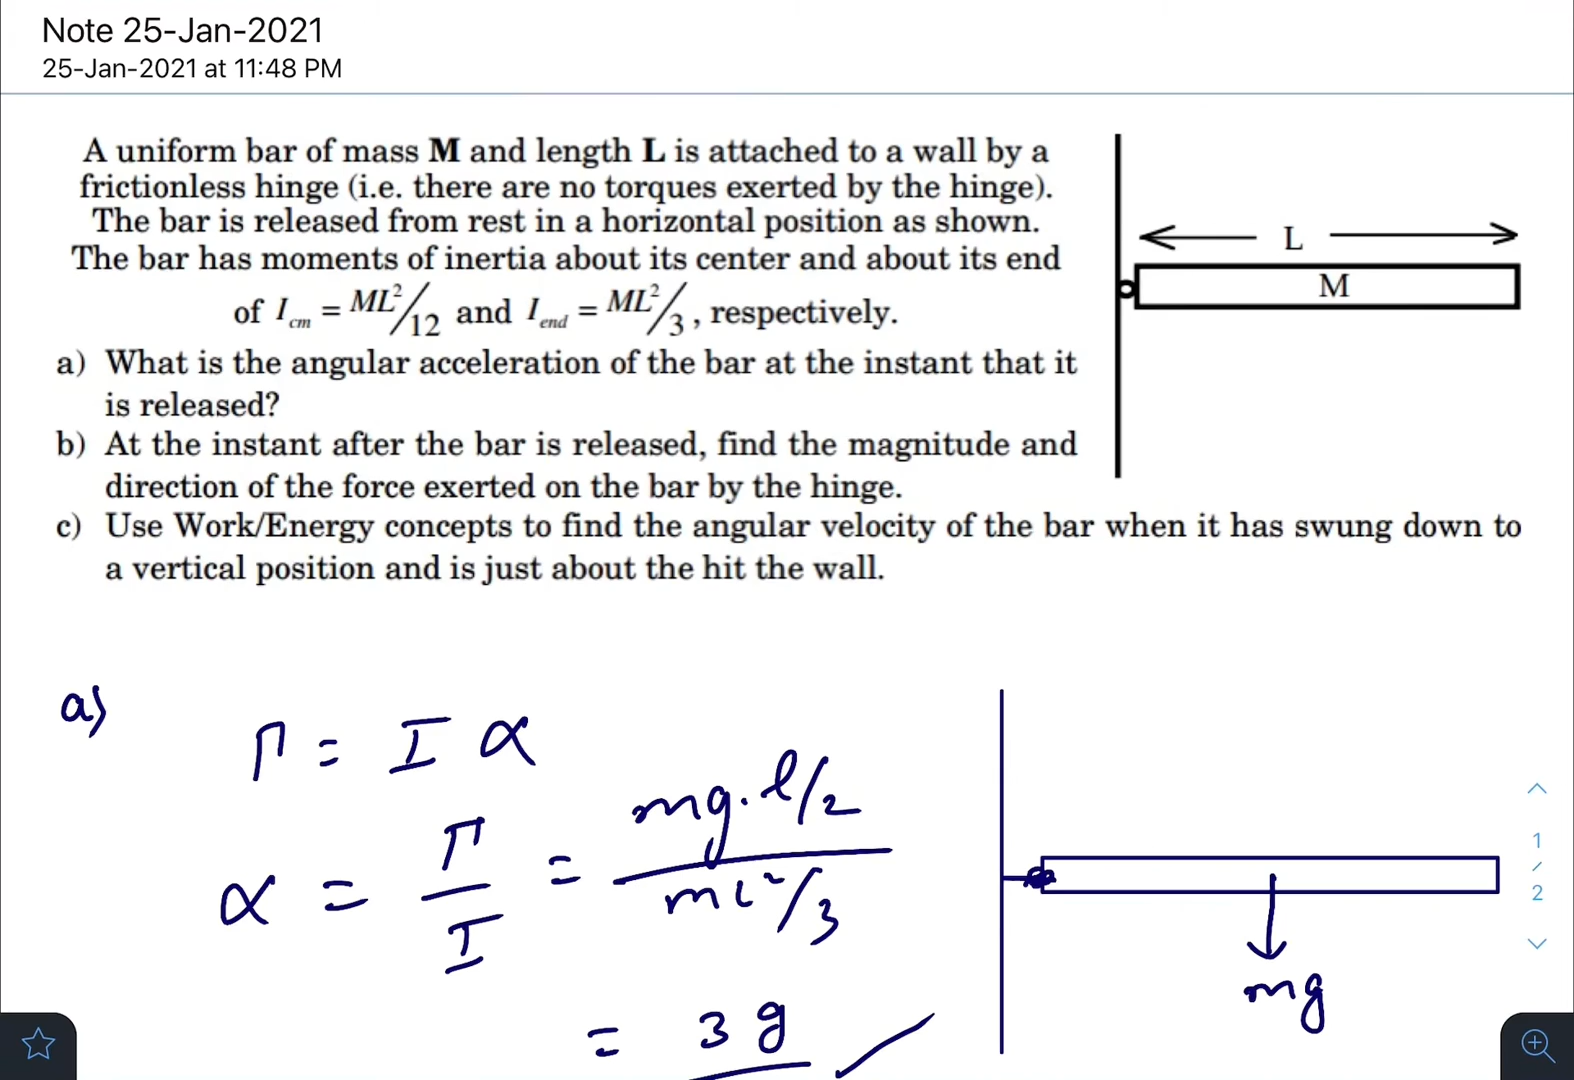 Note 25-Jan-2021
25-Jan-2021 at 11:48 PM
A uniform bar of mass M and length L is attached to a wall by a
frictionless hinge (i.e. there are no torques exerted by the hinge).
The bar is released from rest in a horizontal position as shown.
The bar has moments of inertia about its center and about its end
of I_cm = ML²/12 and I_end = ML²/3, respectively.
a) What is the angular acceleration of the bar at the instant that it
is released?
b) At the instant after the bar is released, find the magnitude and
direction of the force exerted on the bar by the hinge.
c) Use Work/Energy concepts to find the angular velocity of the bar when it has swung down to
a vertical position and is just about the hit the wall.
L
M
a)
Γ = I α
α = Γ/I = mg·l/2 / mL²/3
= 3g
mg
1
/
2